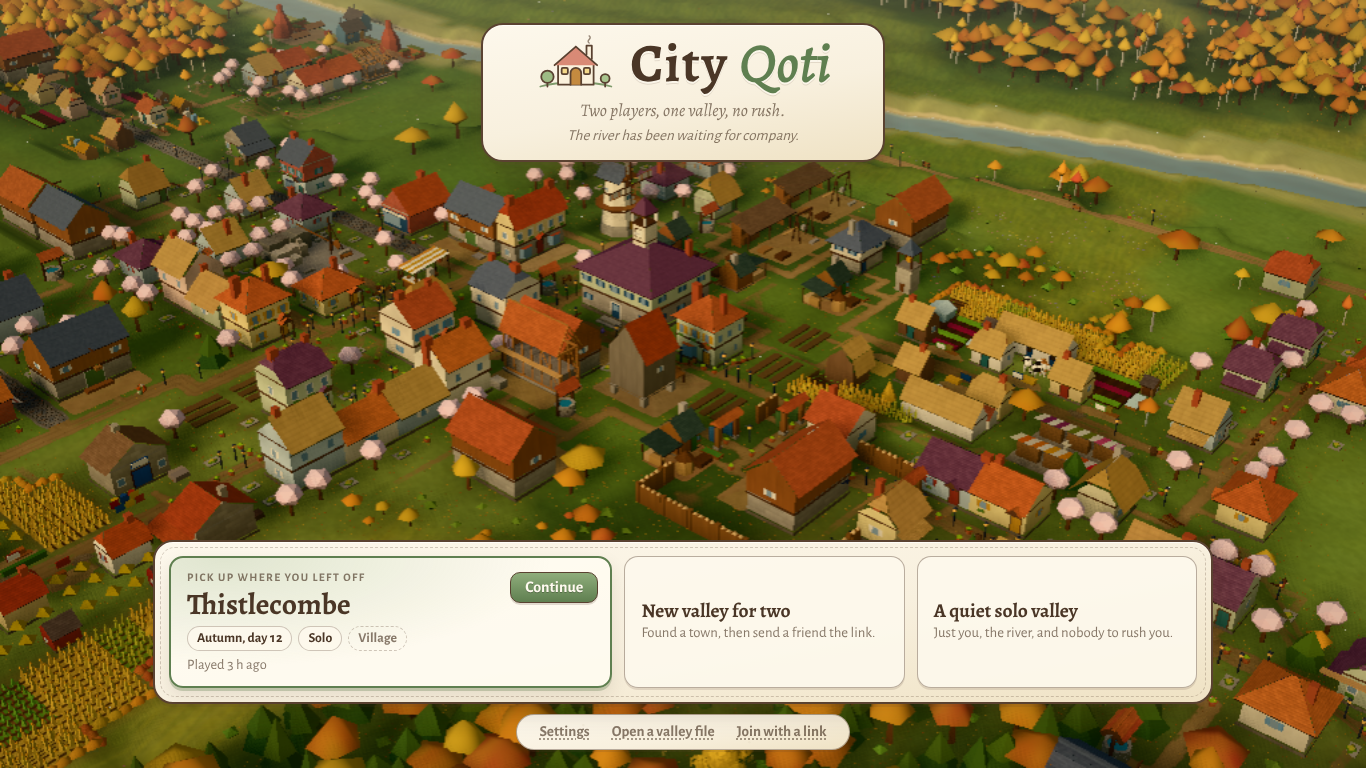 City Qoti
Two players, one valley, no rush.
The river has been waiting for company.
PICK UP WHERE YOU LEFT OFF
Thistlecombe
Continue
Autumn, day 12
Solo
Village
Played 3 h ago
New valley for two
Found a town, then send a friend the link.
A quiet solo valley
Just you, the river, and nobody to rush you.
Settings
Open a valley file
Join with a link